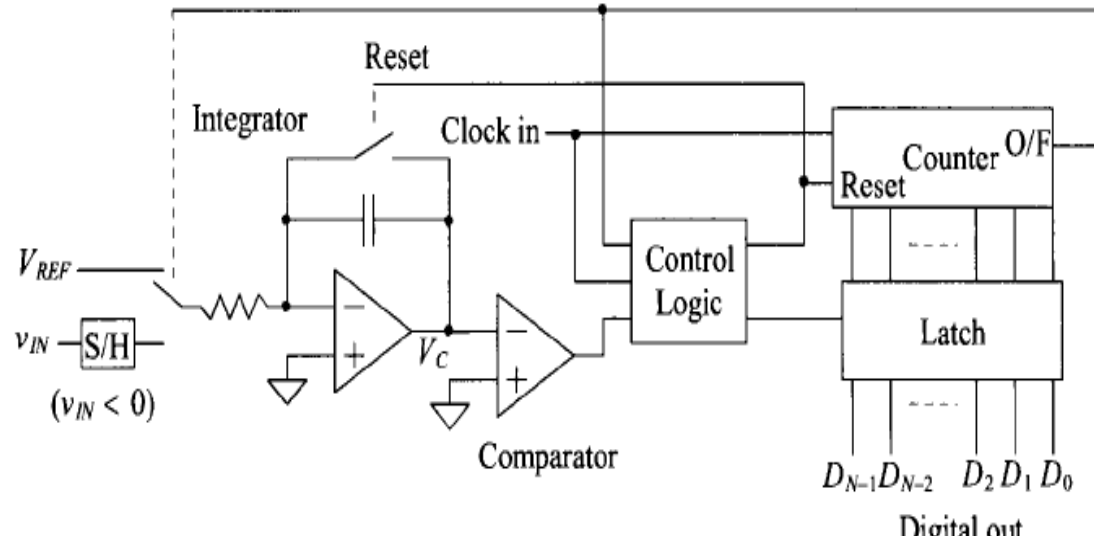 Reset
Integrator
Clock in
O/F
Counter
Reset
V_REF
Control
Logic
v_IN
S/H
V_C
Latch
(v_IN < 0)
Comparator
D_N-1 D_N-2 D_2 D_1 D_0
Digital out